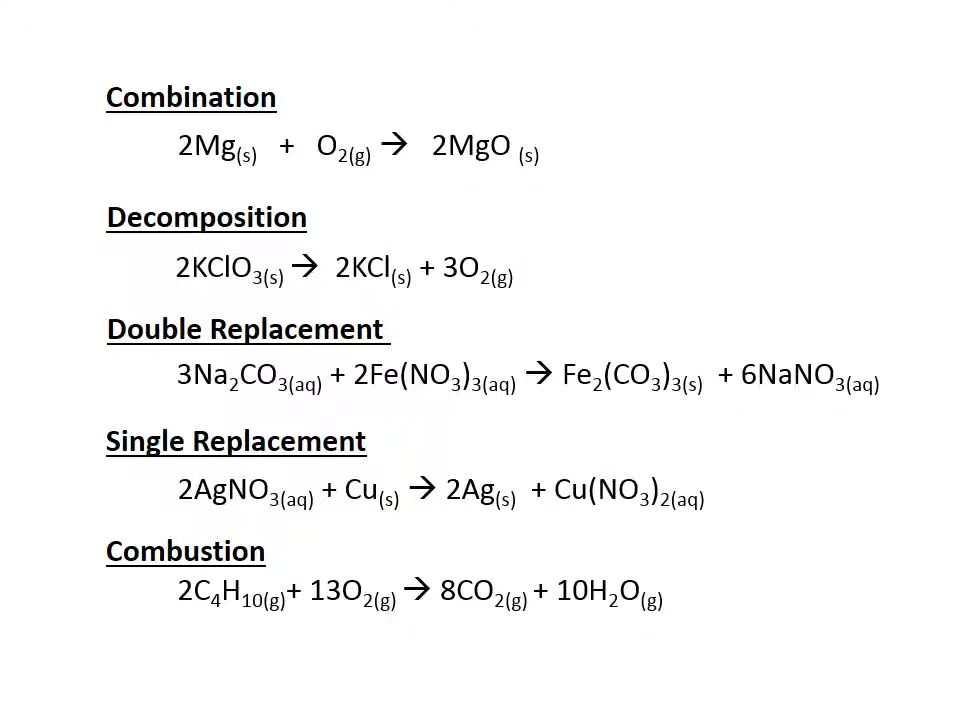 Combination
2Mg(s) + O2(g) → 2MgO (s)
Decomposition
2KClO3(s) → 2KCl(s) + 3O2(g)
Double Replacement
3Na2CO3(aq) + 2Fe(NO3)3(aq) → Fe2(CO3)3(s) + 6NaNO3(aq)
Single Replacement
2AgNO3(aq) + Cu(s) → 2Ag(s) + Cu(NO3)2(aq)
Combustion
2C4H10(g)+ 13O2(g) → 8CO2(g) + 10H2O(g)